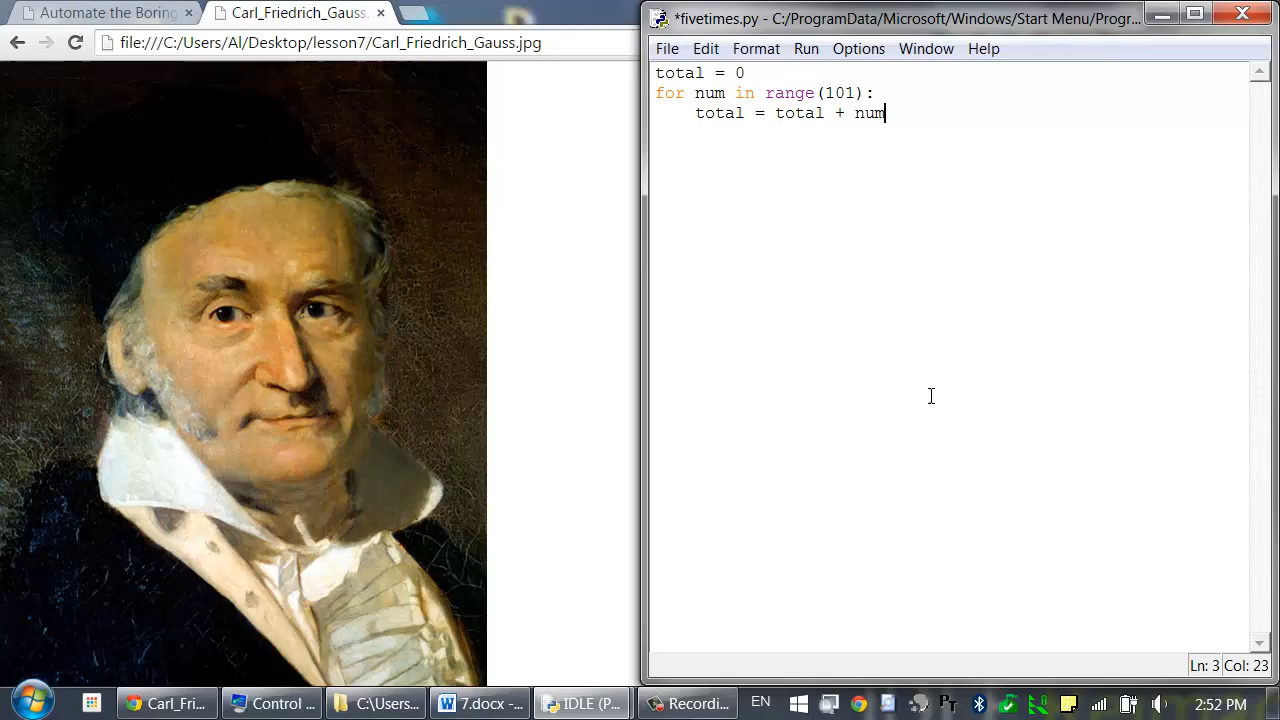 Automate the Boring
Carl_Friedrich_Gauss.
file:///C:/Users/Al/Desktop/lesson7/Carl_Friedrich_Gauss.jpg
*fivetimes.py - C:/ProgramData/Microsoft/Windows/Start Menu/Progr...
File Edit Format Run Options Window Help
total = 0
for num in range(101):
    total = total + num
Ln: 3 Col: 23
Carl_Fri...
Control ...
C:\Users...
7.docx -...
IDLE (P...
Recordi...
EN
2:52 PM